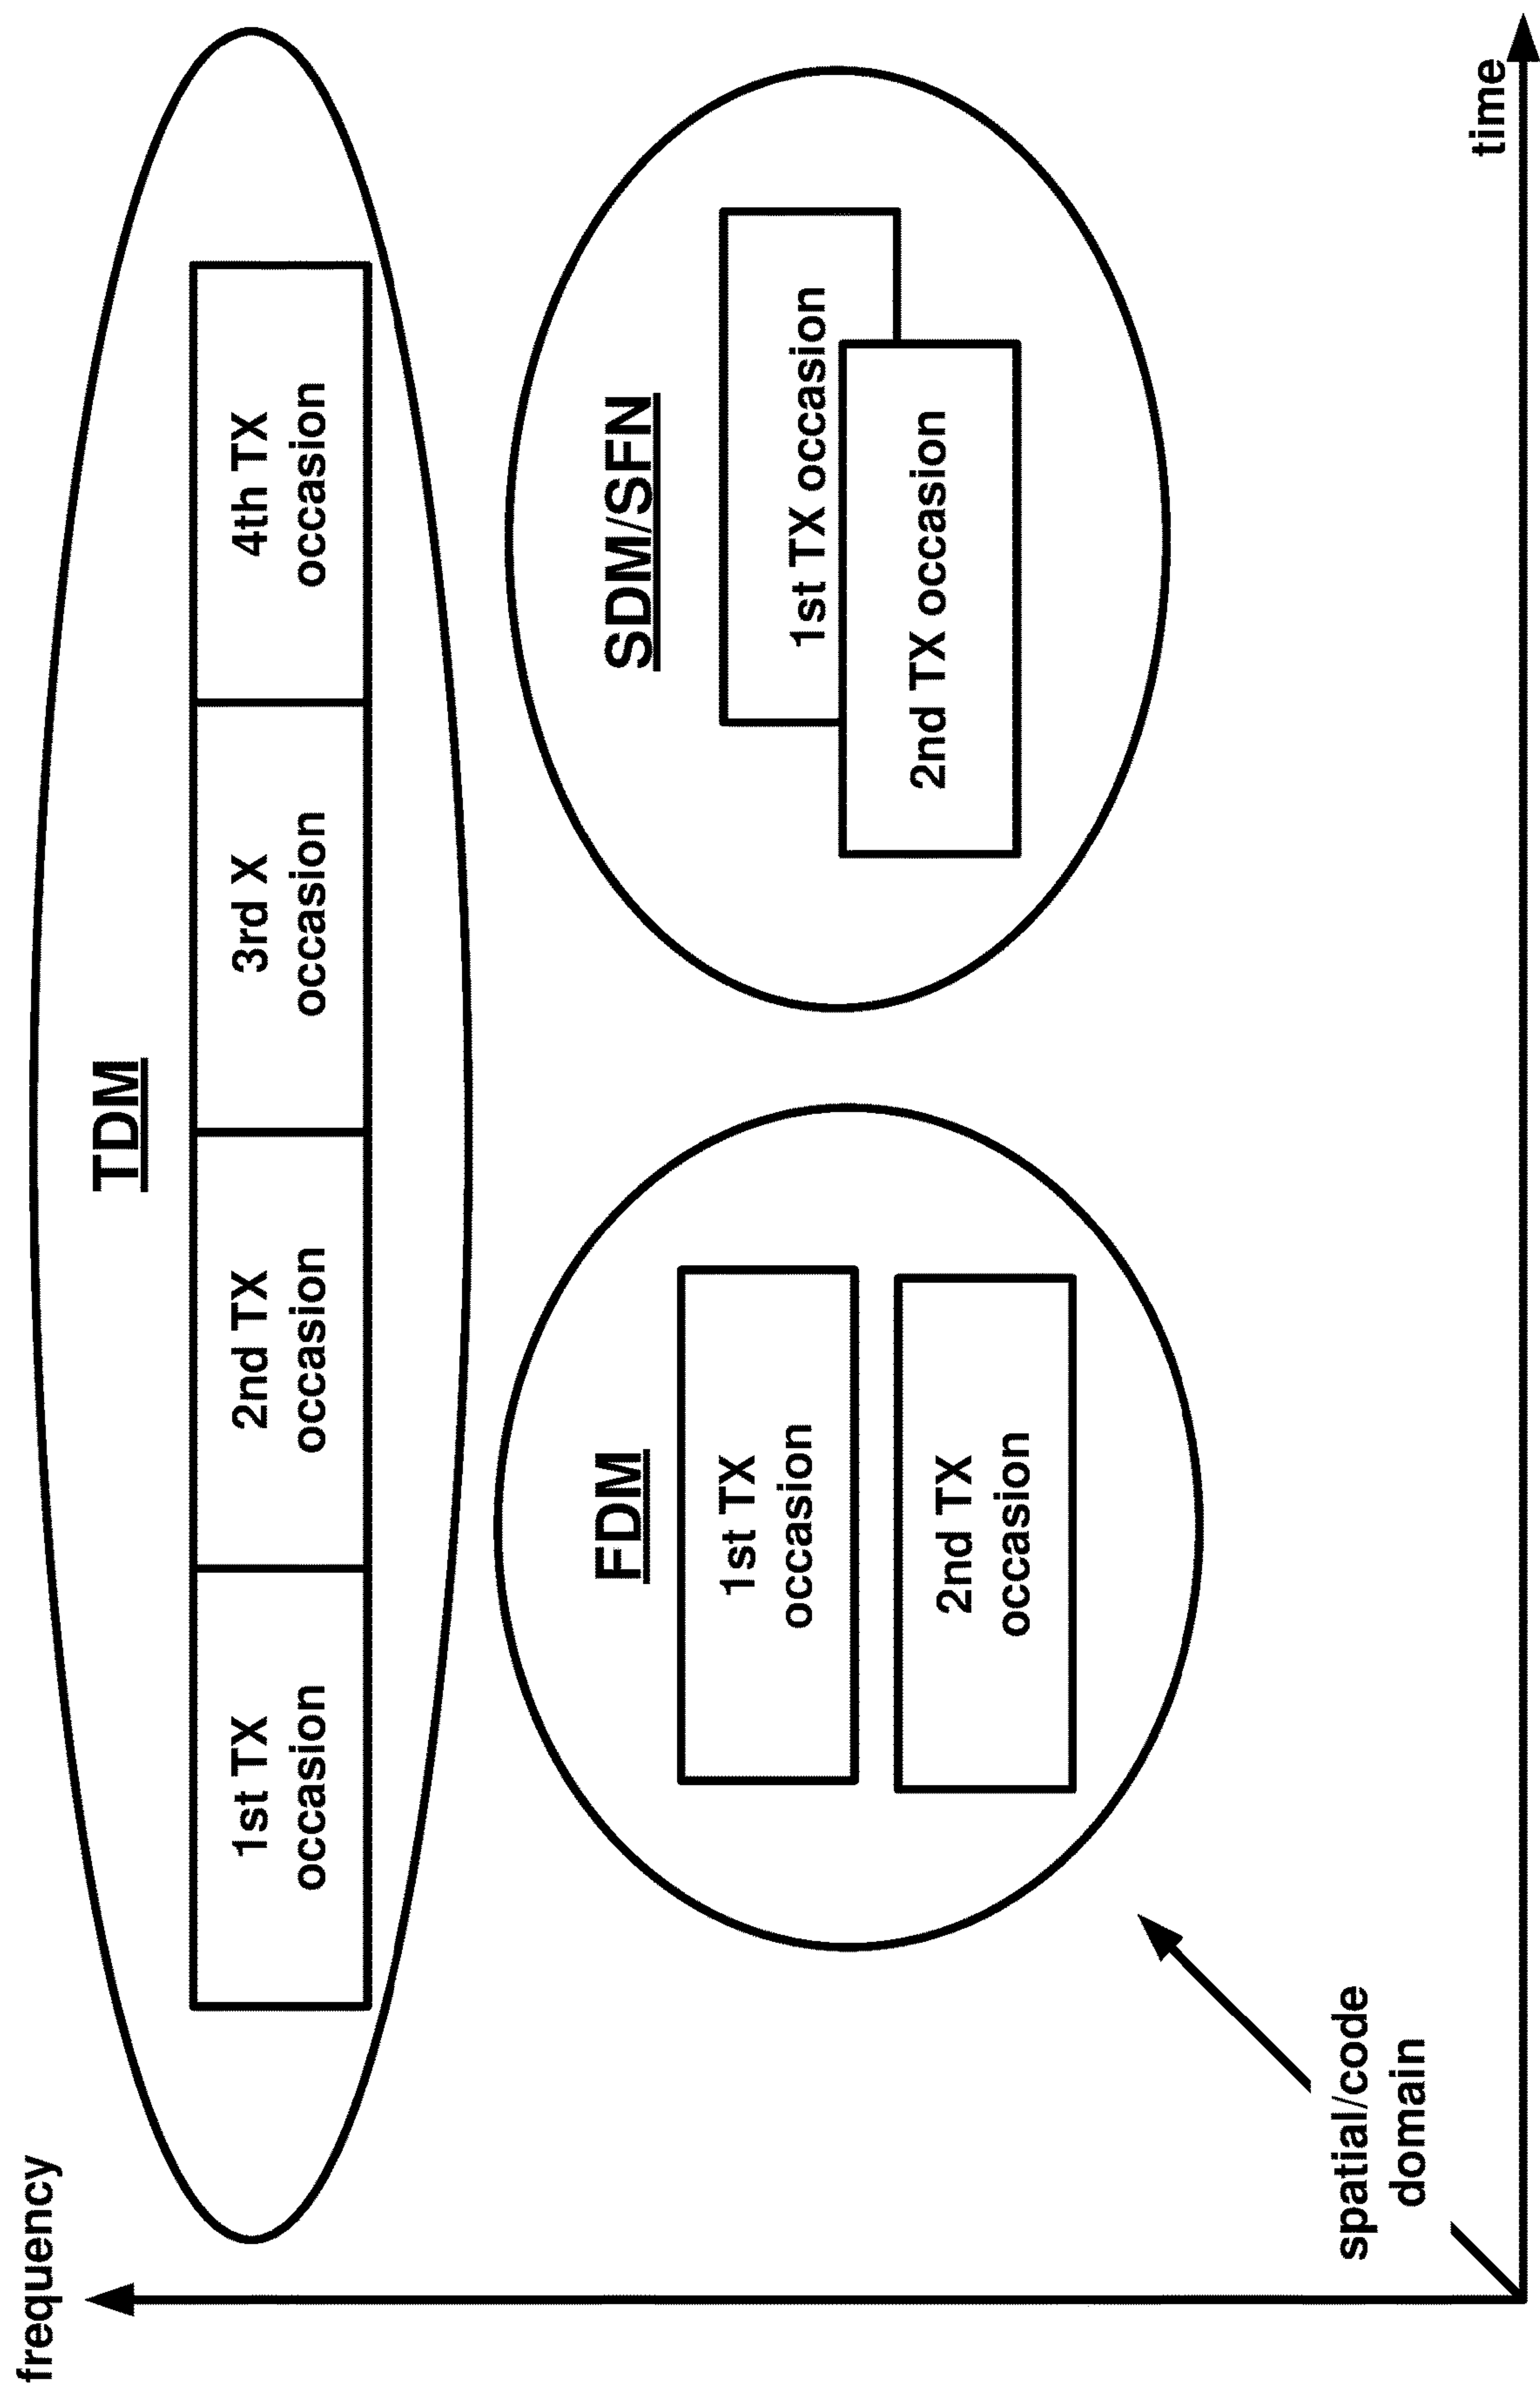 frequency
TDM
1st TX
occasion
2nd TX
occasion
3rd X
occasion
4th TX
occasion
FDM
1st TX
occasion
2nd TX
occasion
SDM/SFN
1st TX occasion
2nd TX occasion
spatial/code
domain
time